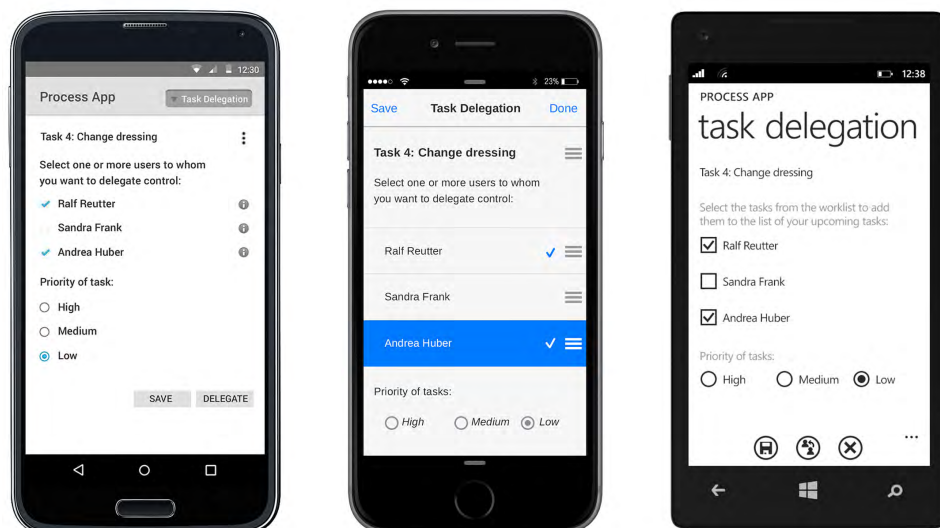 12:30
Process App
Task Delegation
Task 4: Change dressing
Select one or more users to whom
you want to delegate control:
Ralf Reutter
Sandra Frank
Andrea Huber
Priority of task:
High
Medium
Low
SAVE DELEGATE
23%
Save Task Delegation Done
Task 4: Change dressing
Select one or more users to whom
you want to delegate control:
Ralf Reutter
Sandra Frank
Andrea Huber
Priority of tasks:
High Medium Low
12:38
PROCESS APP
task delegation
Task 4: Change dressing
Select the tasks from the worklist to add
them to the list of your upcoming tasks:
Ralf Reutter
Sandra Frank
Andrea Huber
Priority of tasks:
High Medium Low
...